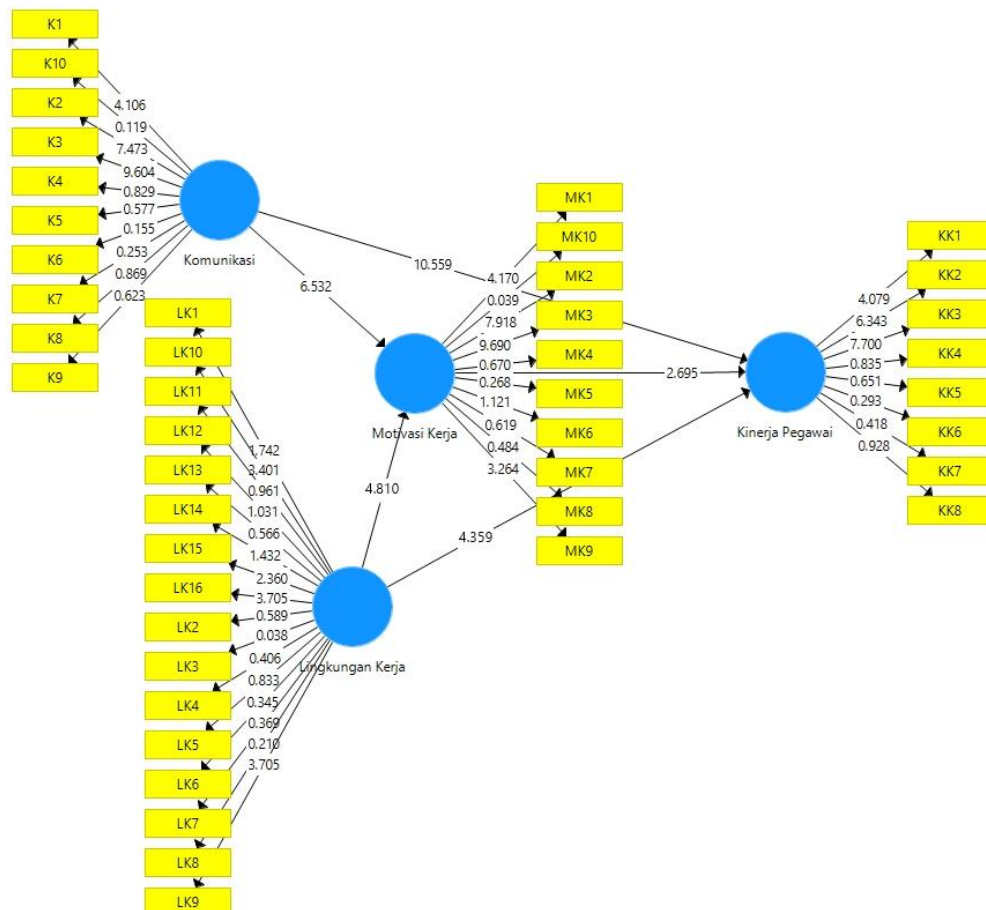 K1
K10
K2
K3
K4
K5
K6
K7
K8
K9
4.106
0.119
7.473
9.604
0.829
0.577
0.155
0.253
0.869
0.623
Komunikasi
10.559
6.532
LK1
LK10
LK11
LK12
LK13
LK14
LK15
LK16
LK2
LK3
LK4
LK5
LK6
LK7
LK8
LK9
1.742
3.401
0.961
1.031
0.566
1.432
2.360
3.705
0.589
0.038
0.406
0.833
0.345
0.369
0.210
3.705
Lingkungan Kerja
4.810
4.359
Motivasi Kerja
2.695
4.170
0.039
7.918
9.690
0.670
0.268
1.121
0.619
0.484
3.264
MK1
MK10
MK2
MK3
MK4
MK5
MK6
MK7
MK8
MK9
Kinerja Pegawai
4.079
6.343
7.700
0.835
0.651
0.293
0.418
0.928
KK1
KK2
KK3
KK4
KK5
KK6
KK7
KK8